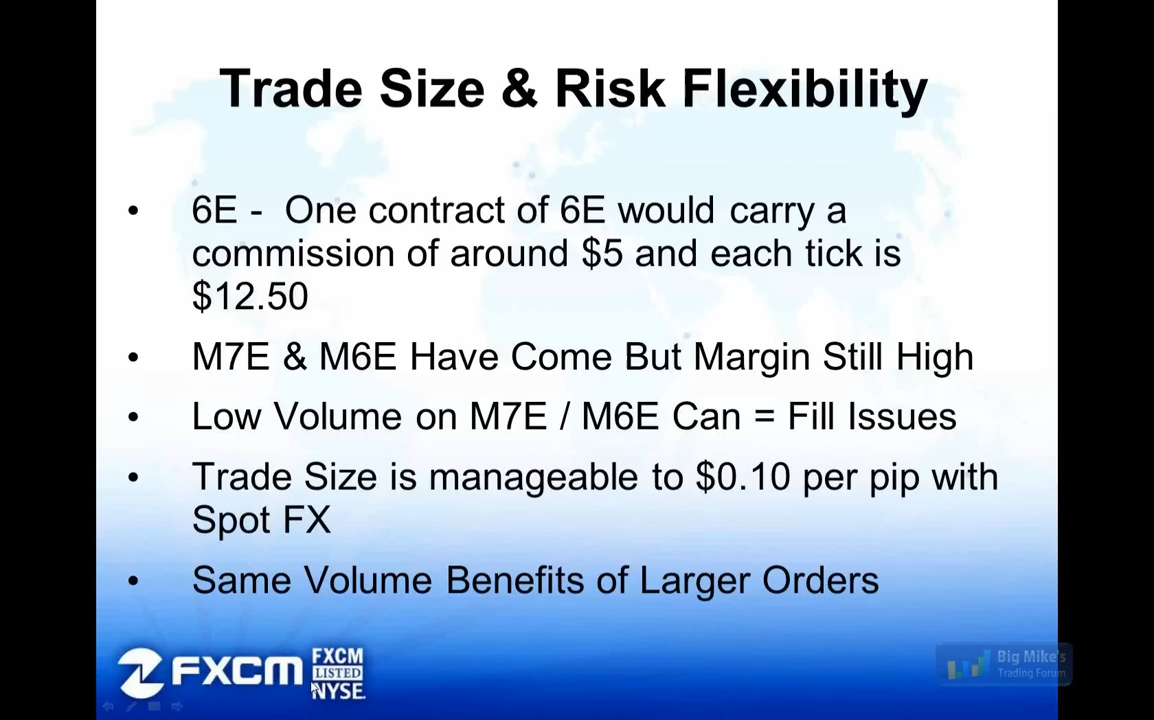 Trade Size & Risk Flexibility
• 6E - One contract of 6E would carry a
commission of around $5 and each tick is
$12.50
• M7E & M6E Have Come But Margin Still High
• Low Volume on M7E / M6E Can = Fill Issues
• Trade Size is manageable to $0.10 per pip with
Spot FX
• Same Volume Benefits of Larger Orders
FXCM
FXCM
LISTED
NYSE
Big Mike's
Trading Forum